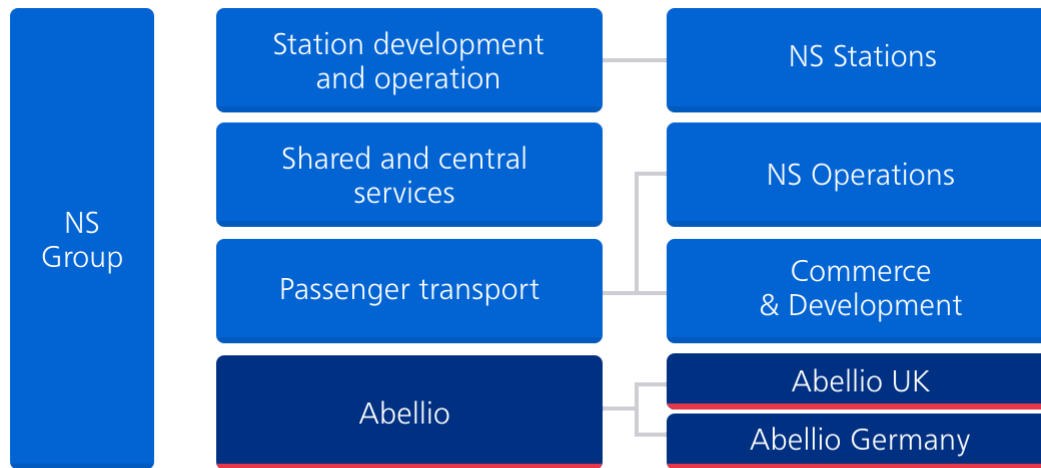 NS
Group
Station development
and operation
NS Stations
Shared and central
services
NS Operations
Passenger transport
Commerce
& Development
Abellio
Abellio UK
Abellio Germany